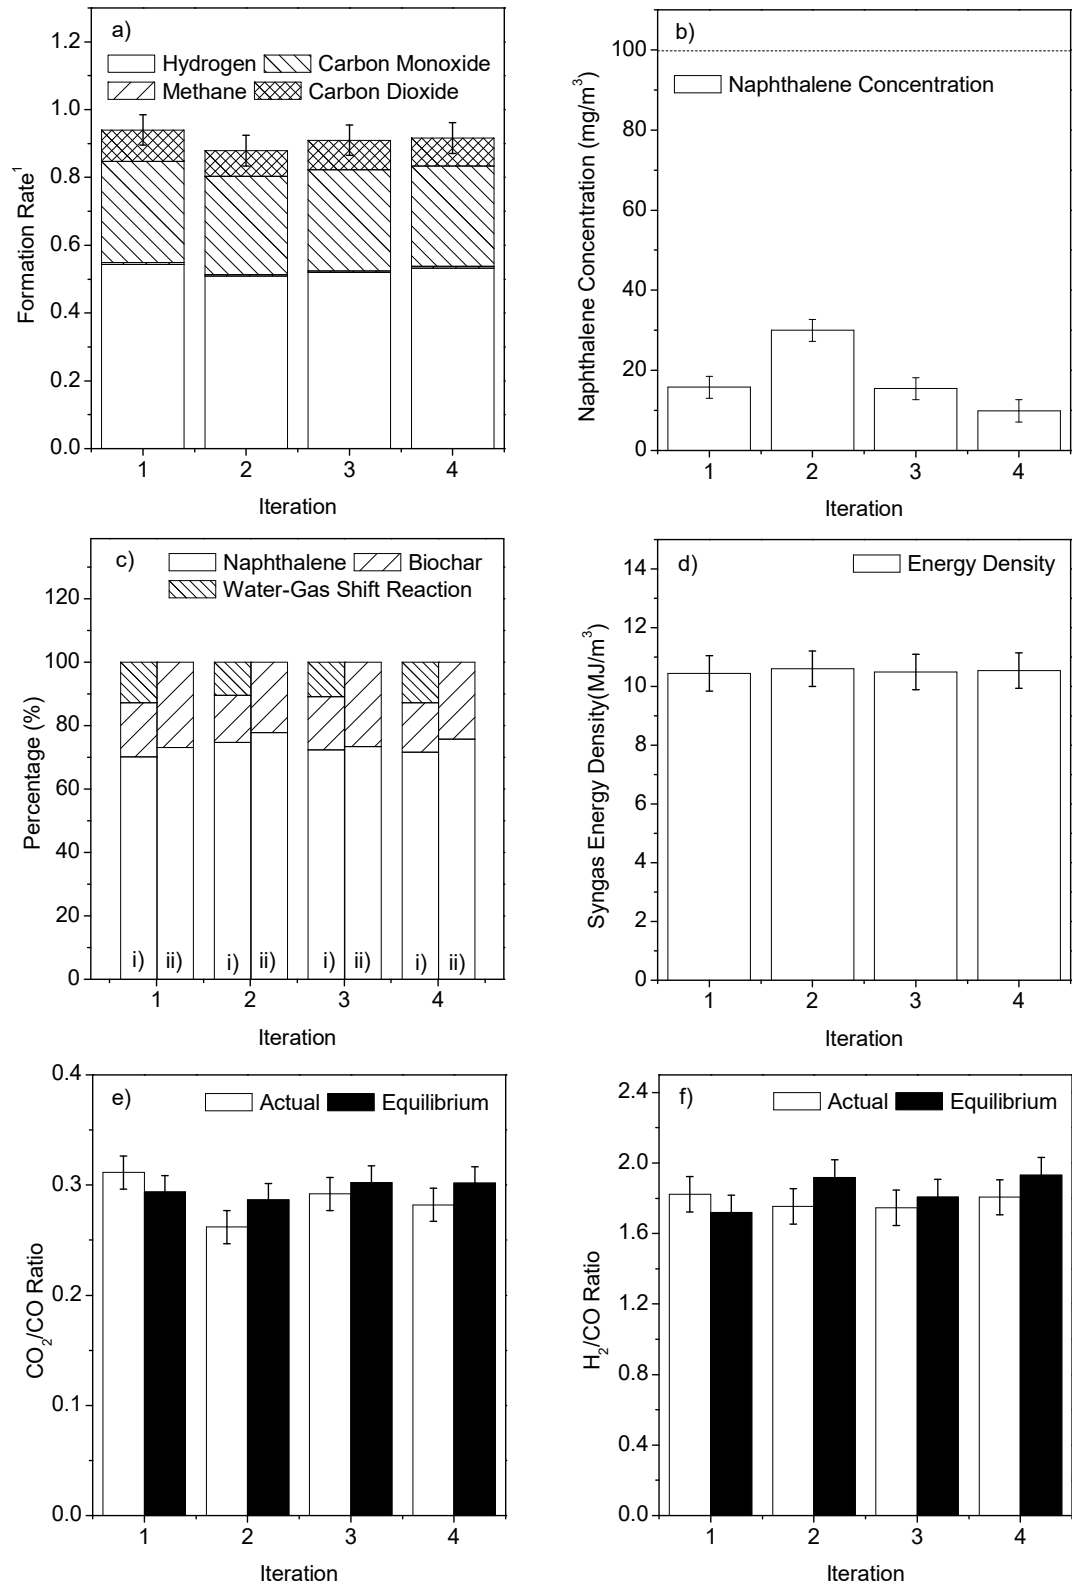 a)
Hydrogen Carbon Monoxide
Methane Carbon Dioxide
Formation Rate¹
1.2
1.0
0.8
0.6
0.4
0.2
0.0
1 2 3 4
Iteration
b)
Naphthalene Concentration
Naphthalene Concentration (mg/m³)
100
80
60
40
20
0
1 2 3 4
Iteration
c)
Naphthalene Biochar
Water-Gas Shift Reaction
Percentage (%)
120
100
80
60
40
20
0
i) ii) i) ii) i) ii) i) ii)
1 2 3 4
Iteration
d)
Energy Density
Syngas Energy Density(MJ/m³)
14
12
10
8
6
4
2
0
1 2 3 4
Iteration
e)
Actual Equilibrium
CO₂/CO Ratio
0.4
0.3
0.2
0.1
0.0
1 2 3 4
Iteration
f)
Actual Equilibrium
H₂/CO Ratio
2.4
2.0
1.6
1.2
0.8
0.4
0.0
1 2 3 4
Iteration